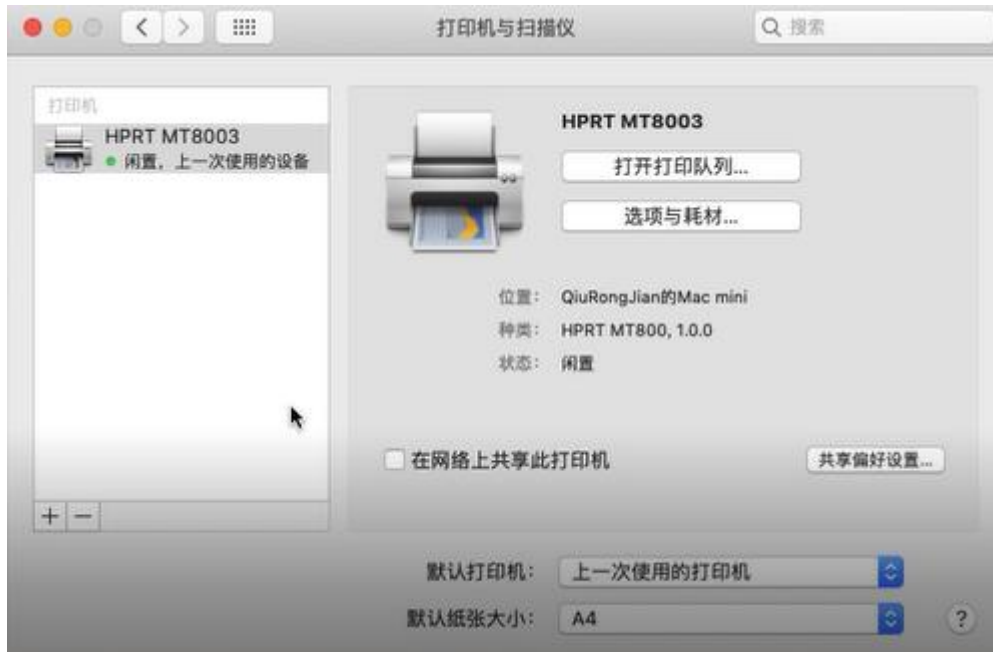 打印机与扫描仪
搜索
打印机
HPRT MT8003
闲置，上一次使用的设备
HPRT MT8003
打开打印队列...
选项与耗材...
位置： QiuRongJian的Mac mini
种类： HPRT MT800, 1.0.0
状态： 闲置
在网络上共享此打印机
共享偏好设置...
+ −
默认打印机： 上一次使用的打印机
默认纸张大小： A4
?